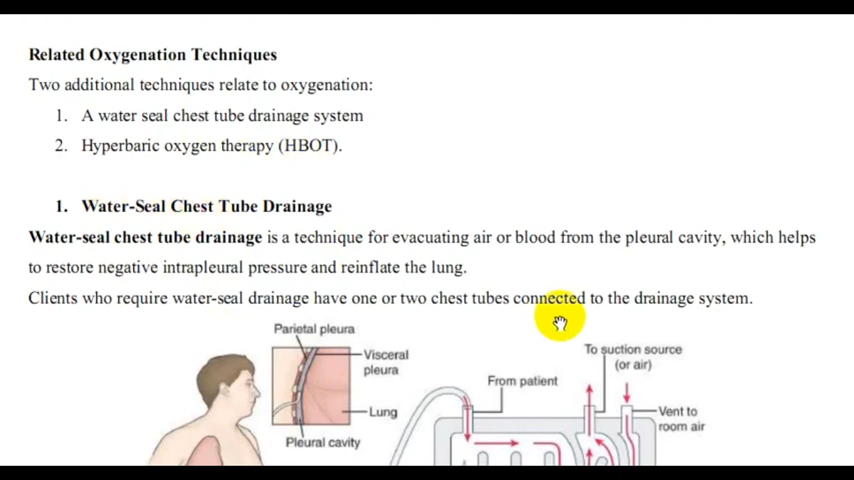 Related Oxygenation Techniques
Two additional techniques relate to oxygenation:
1. A water seal chest tube drainage system
2. Hyperbaric oxygen therapy (HBOT).
1. Water-Seal Chest Tube Drainage
Water-seal chest tube drainage is a technique for evacuating air or blood from the pleural cavity, which helps
to restore negative intrapleural pressure and reinflate the lung.
Clients who require water-seal drainage have one or two chest tubes connected to the drainage system.
Parietal pleura
Visceral
pleura
Lung
Pleural cavity
From patient
To suction source
(or air)
Vent to
room air